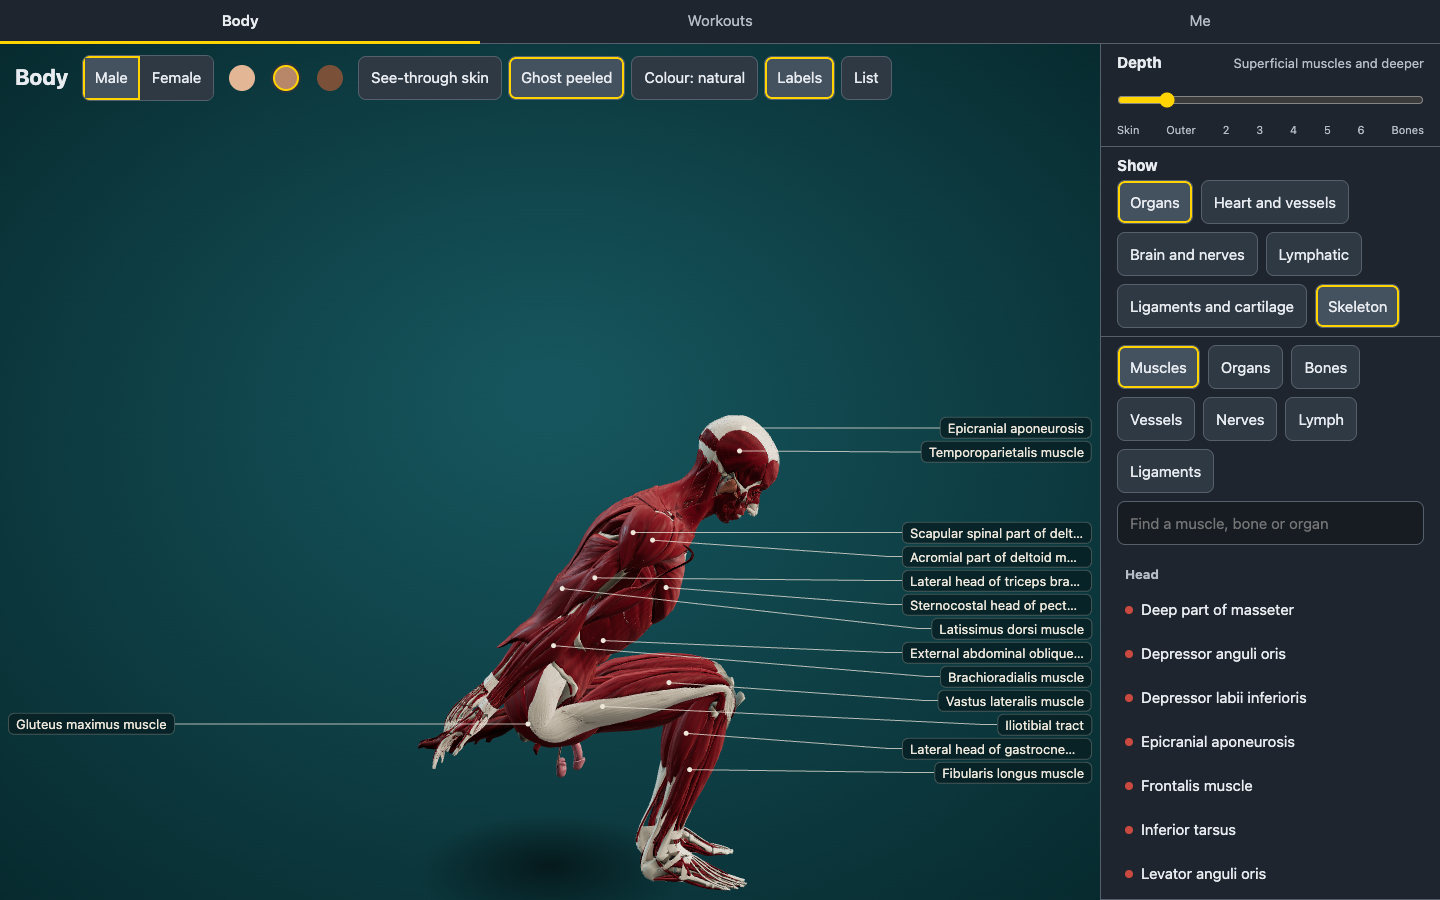 Body
Workouts
Me
Body
Male
Female
See-through skin
Ghost peeled
Colour: natural
Labels
List
Epicranial aponeurosis
Temporoparietalis muscle
Scapular spinal part of delt...
Acromial part of deltoid m...
Lateral head of triceps bra...
Sternocostal head of pect...
Latissimus dorsi muscle
External abdominal oblique...
Brachioradialis muscle
Vastus lateralis muscle
Gluteus maximus muscle
Iliotibial tract
Lateral head of gastrocne...
Fibularis longus muscle
Depth
Superficial muscles and deeper
Skin Outer 2 3 4 5 6 Bones
Show
Organs
Heart and vessels
Brain and nerves
Lymphatic
Ligaments and cartilage
Skeleton
Muscles
Organs
Bones
Vessels
Nerves
Lymph
Ligaments
Find a muscle, bone or organ
Head
Deep part of masseter
Depressor anguli oris
Depressor labii inferioris
Epicranial aponeurosis
Frontalis muscle
Inferior tarsus
Levator anguli oris